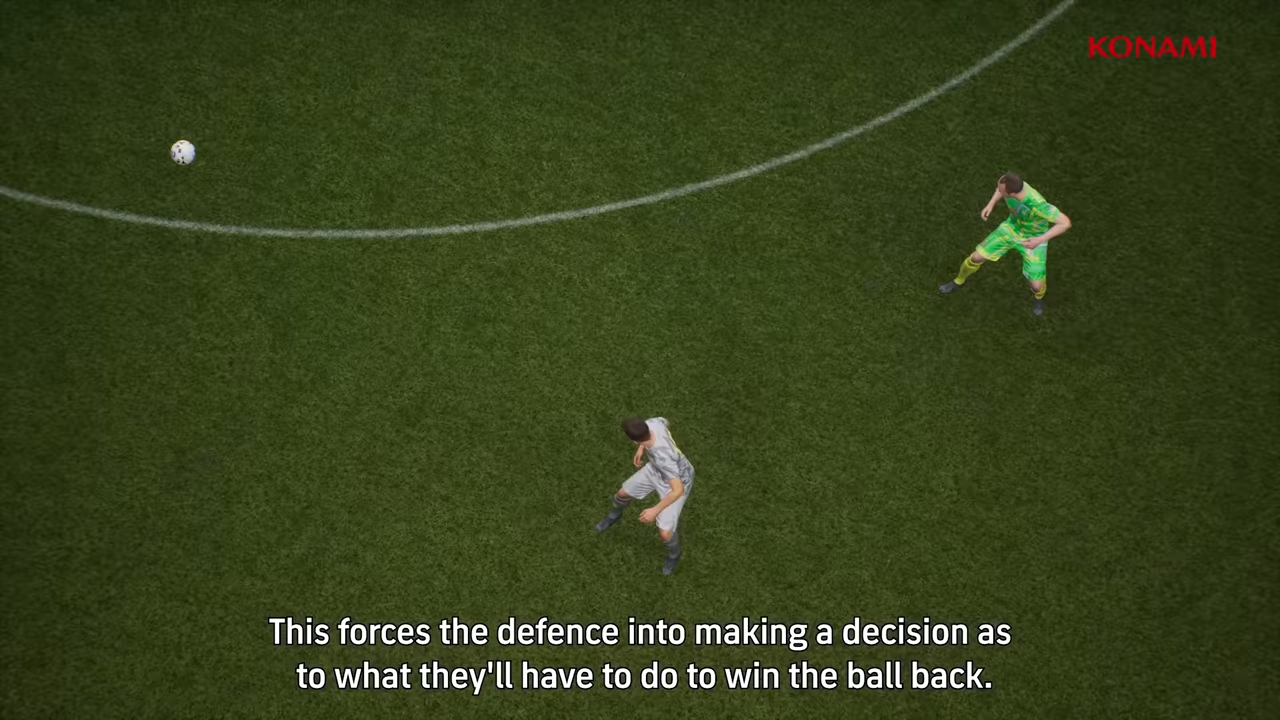 KONAMI
This forces the defence into making a decision as
to what they'll have to do to win the ball back.